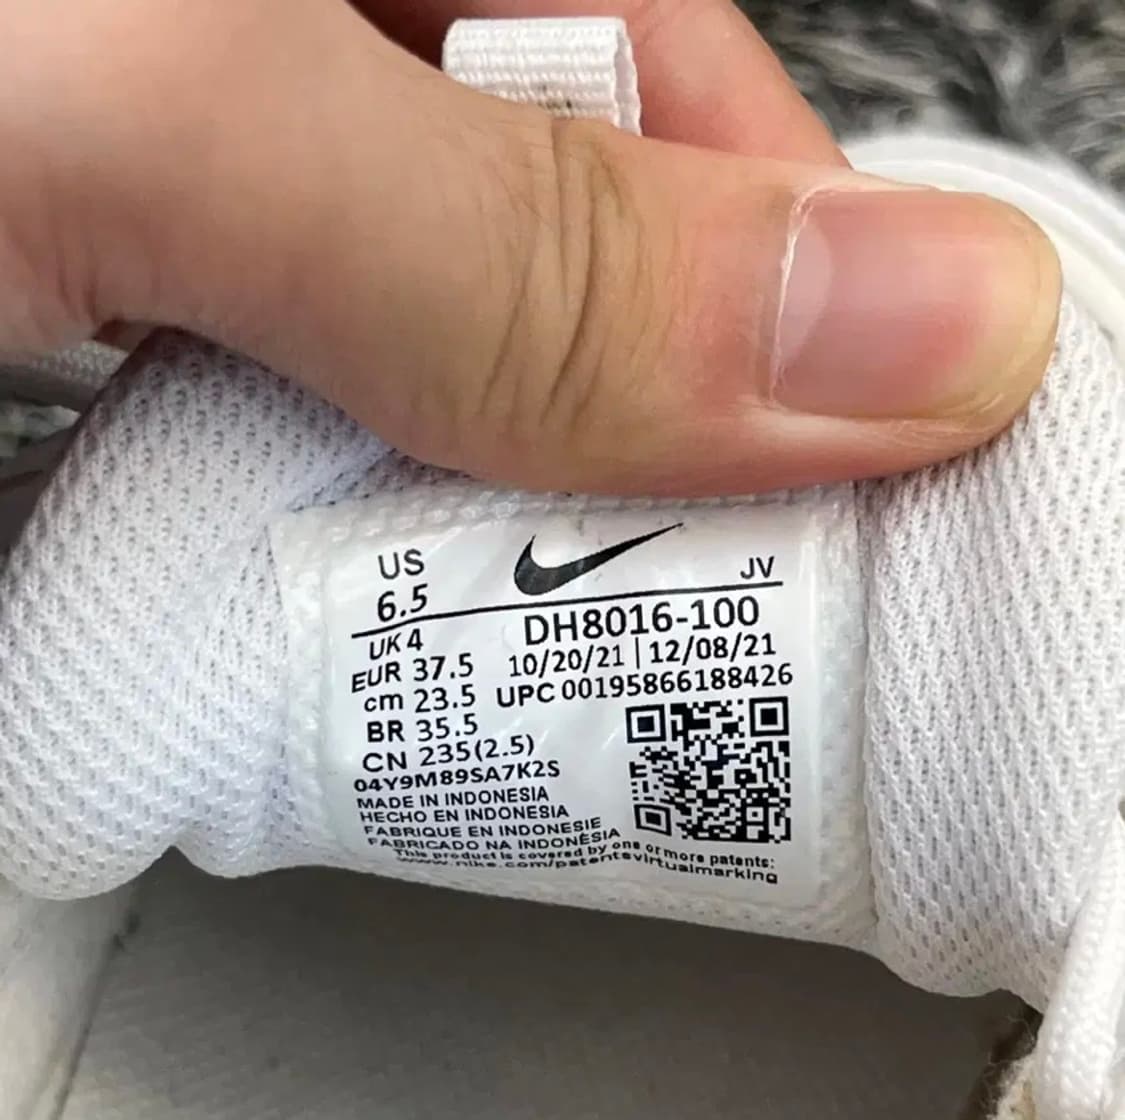 US
6.5
JV
UK 4
DH8016-100
EUR 37.5
10/20/21 | 12/08/21
cm 23.5
UPC 00195866188426
BR 35.5
CN 235(2.5)
04Y9M89SA7K2S
MADE IN INDONESIA
HECHO EN INDONESIA
FABRIQUE EN INDONESIE
FABRICADO NA INDONÉSIA
This product is covered by one or more patents:
www.nike.com/patentsvirtualmarking